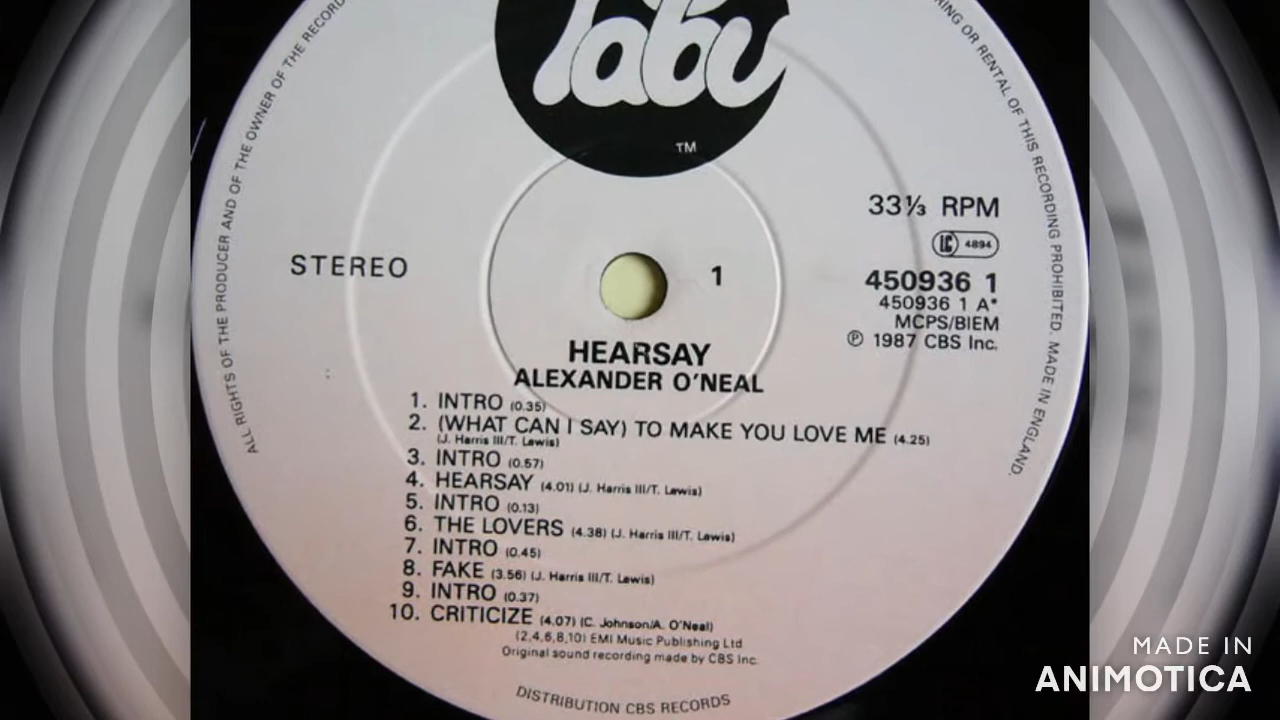 Tabu
TM
ALL RIGHTS OF THE PRODUCER AND OF THE OWNER OF THE RECOR
RING OR RENTAL OF THIS RECORDING PROHIBITED. MADE IN ENGLAND.
33⅓ RPM
LC 4894
STEREO
1
450936 1
450936 1 A*
MCPS/BIEM
℗ 1987 CBS Inc.
HEARSAY
ALEXANDER O'NEAL
1. INTRO (0.35)
2. (WHAT CAN I SAY) TO MAKE YOU LOVE ME (4.25)
(J. Harris III/T. Lewis)
3. INTRO (0.57)
4. HEARSAY (4.01) (J. Harris III/T. Lewis)
5. INTRO (0.13)
6. THE LOVERS (4.38) (J. Harris III/T. Lewis)
7. INTRO (0.45)
8. FAKE (3.56) (J. Harris III/T. Lewis)
9. INTRO (0.37)
10. CRITICIZE (4.07) (C. Johnson/A. O'Neal)
(2,4,6,8,10) EMI Music Publishing Ltd
Original sound recording made by CBS Inc.
DISTRIBUTION CBS RECORDS
MADE IN
ANIMOTICA